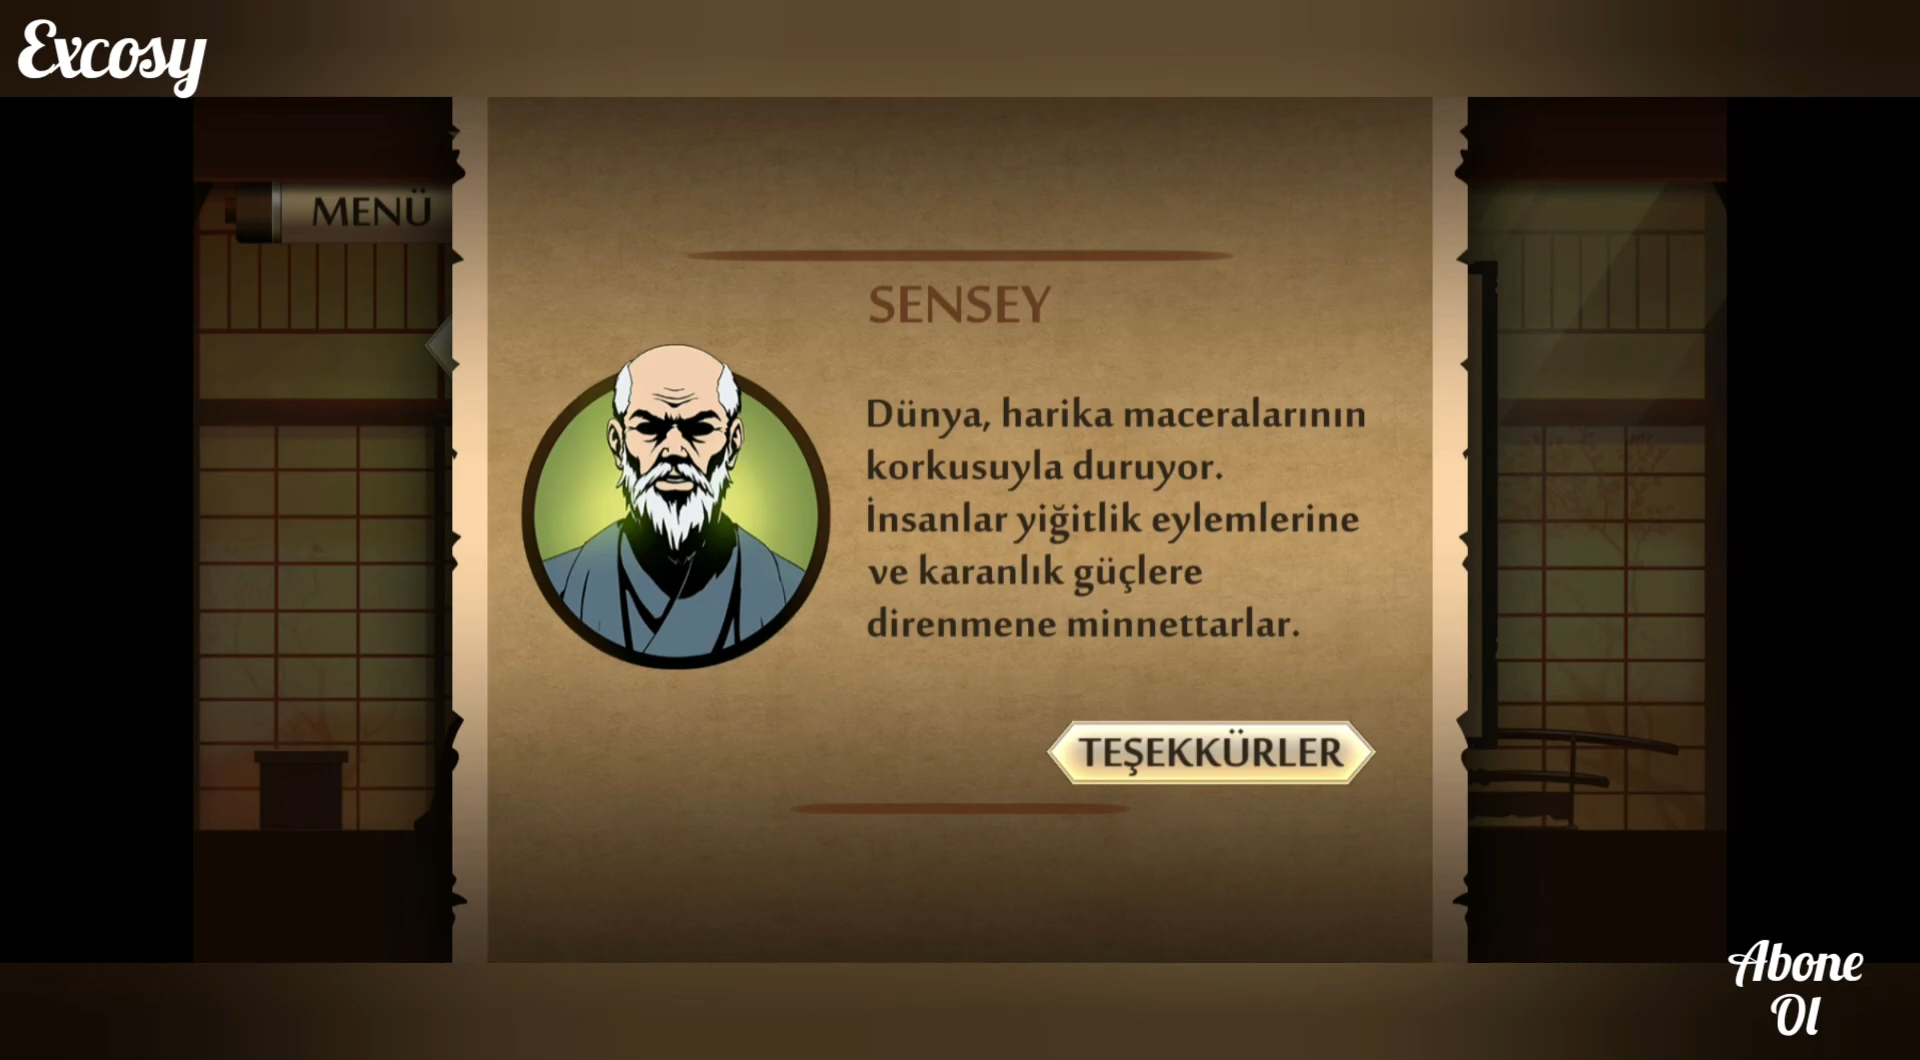 Excosy
MENÜ
SENSEY
Dünya, harika maceralarının
korkusuyla duruyor.
İnsanlar yiğitlik eylemlerine
ve karanlık güçlere
direnmene minnettarlar.
TEŞEKKÜRLER
Abone
Ol